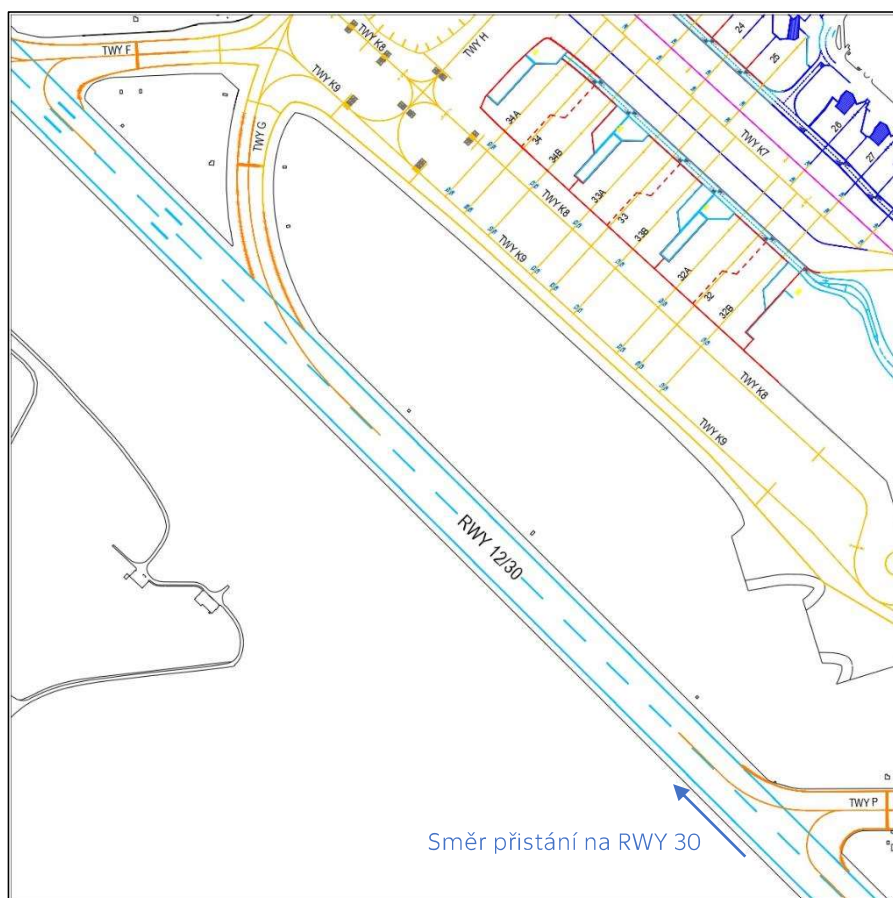 TWY F
TWY K8
TWY H
TWY K9
TWY G
24
25
26
27
TWY K7
34A
34
34B
33A
33
33B
32A
32
32B
TWY K8
TWY K9
TWY K8
TWY K9
RWY 12/30
TWY P
Směr přistání na RWY 30